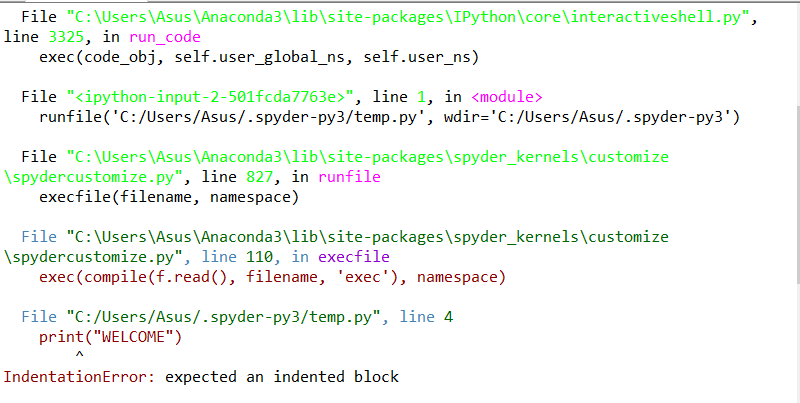 File "C:\Users\Asus\Anaconda3\lib\site-packages\IPython\core\interactiveshell.py",
line 3325, in run_code
exec(code_obj, self.user_global_ns, self.user_ns)
File "<ipython-input-2-501fcda7763e>", line 1, in <module>
runfile('C:/Users/Asus/.spyder-py3/temp.py', wdir='C:/Users/Asus/.spyder-py3')
File "C:\Users\Asus\Anaconda3\lib\site-packages\spyder_kernels\customize
\spydercustomize.py", line 827, in runfile
execfile(filename, namespace)
File "C:\Users\Asus\Anaconda3\lib\site-packages\spyder_kernels\customize
\spydercustomize.py", line 110, in execfile
exec(compile(f.read(), filename, 'exec'), namespace)
File "C:/Users/Asus/.spyder-py3/temp.py", line 4
print("WELCOME")
^
IndentationError: expected an indented block